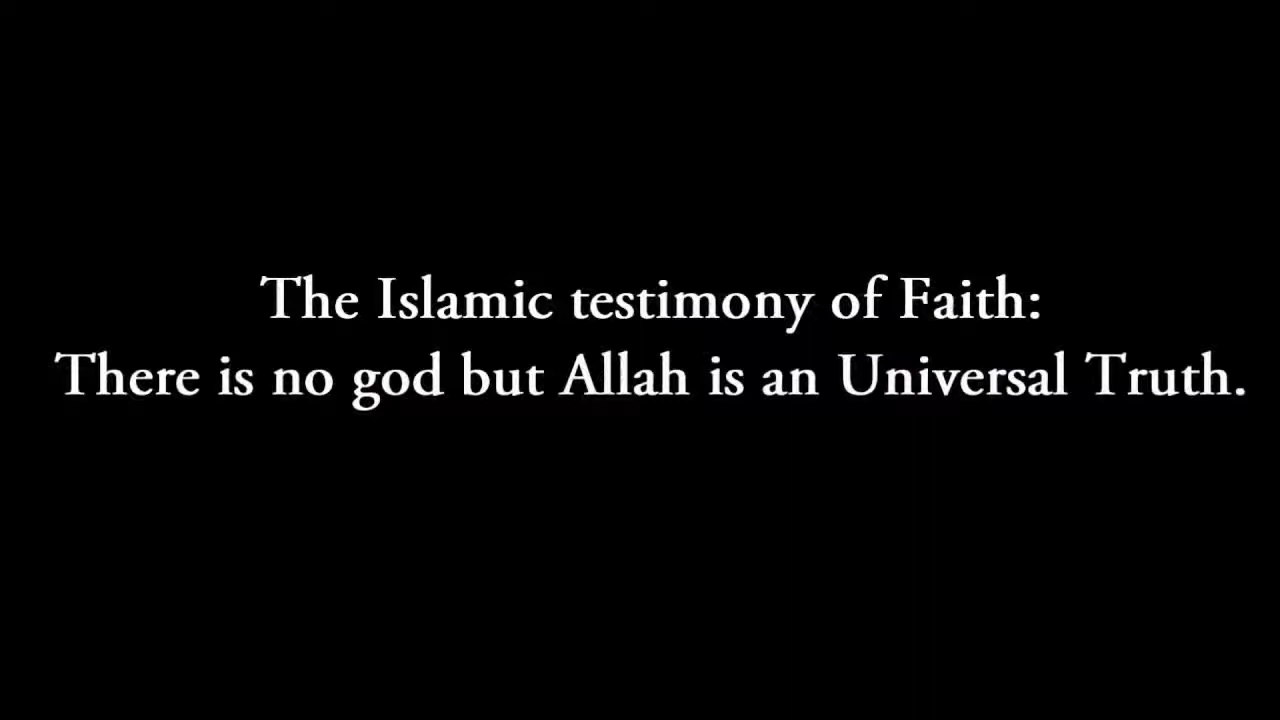 The Islamic testimony of Faith:
There is no god but Allah is an Universal Truth.